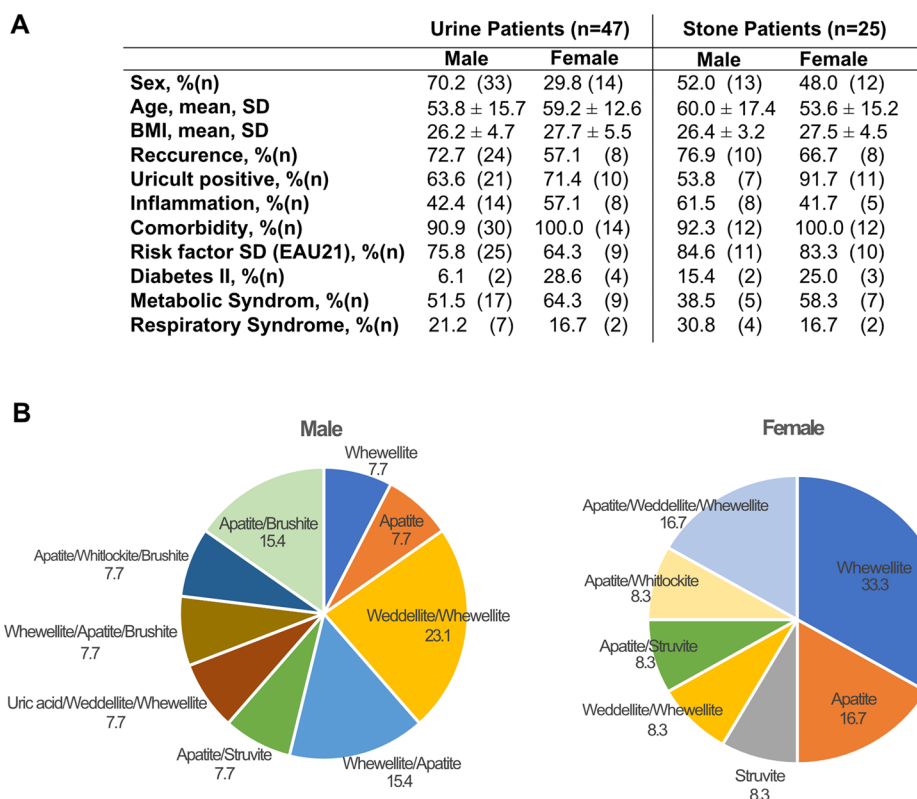 A
Urine Patients (n=47) Stone Patients (n=25)
Male Female Male Female
Sex, %(n) 70.2 (33) 29.8 (14) 52.0 (13) 48.0 (12)
Age, mean, SD 53.8 ± 15.7 59.2 ± 12.6 60.0 ± 17.4 53.6 ± 15.2
BMI, mean, SD 26.2 ± 4.7 27.7 ± 5.5 26.4 ± 3.2 27.5 ± 4.5
Reccurence, %(n) 72.7 (24) 57.1 (8) 76.9 (10) 66.7 (8)
Uricult positive, %(n) 63.6 (21) 71.4 (10) 53.8 (7) 91.7 (11)
Inflammation, %(n) 42.4 (14) 57.1 (8) 61.5 (8) 41.7 (5)
Comorbidity, %(n) 90.9 (30) 100.0 (14) 92.3 (12) 100.0 (12)
Risk factor SD (EAU21), %(n) 75.8 (25) 64.3 (9) 84.6 (11) 83.3 (10)
Diabetes II, %(n) 6.1 (2) 28.6 (4) 15.4 (2) 25.0 (3)
Metabolic Syndrom, %(n) 51.5 (17) 64.3 (9) 38.5 (5) 58.3 (7)
Respiratory Syndrome, %(n) 21.2 (7) 16.7 (2) 30.8 (4) 16.7 (2)
B
Male
Whewellite
7.7
Apatite
7.7
Weddellite/Whewellite
23.1
Whewellite/Apatite
15.4
Apatite/Struvite
7.7
Uric acid/Weddellite/Whewellite
7.7
Whewellite/Apatite/Brushite
7.7
Apatite/Whitlockite/Brushite
7.7
Apatite/Brushite
15.4
Female
Whewellite
33.3
Apatite
16.7
Struvite
8.3
Weddellite/Whewellite
8.3
Apatite/Struvite
8.3
Apatite/Whitlockite
8.3
Apatite/Weddellite/Whewellite
16.7